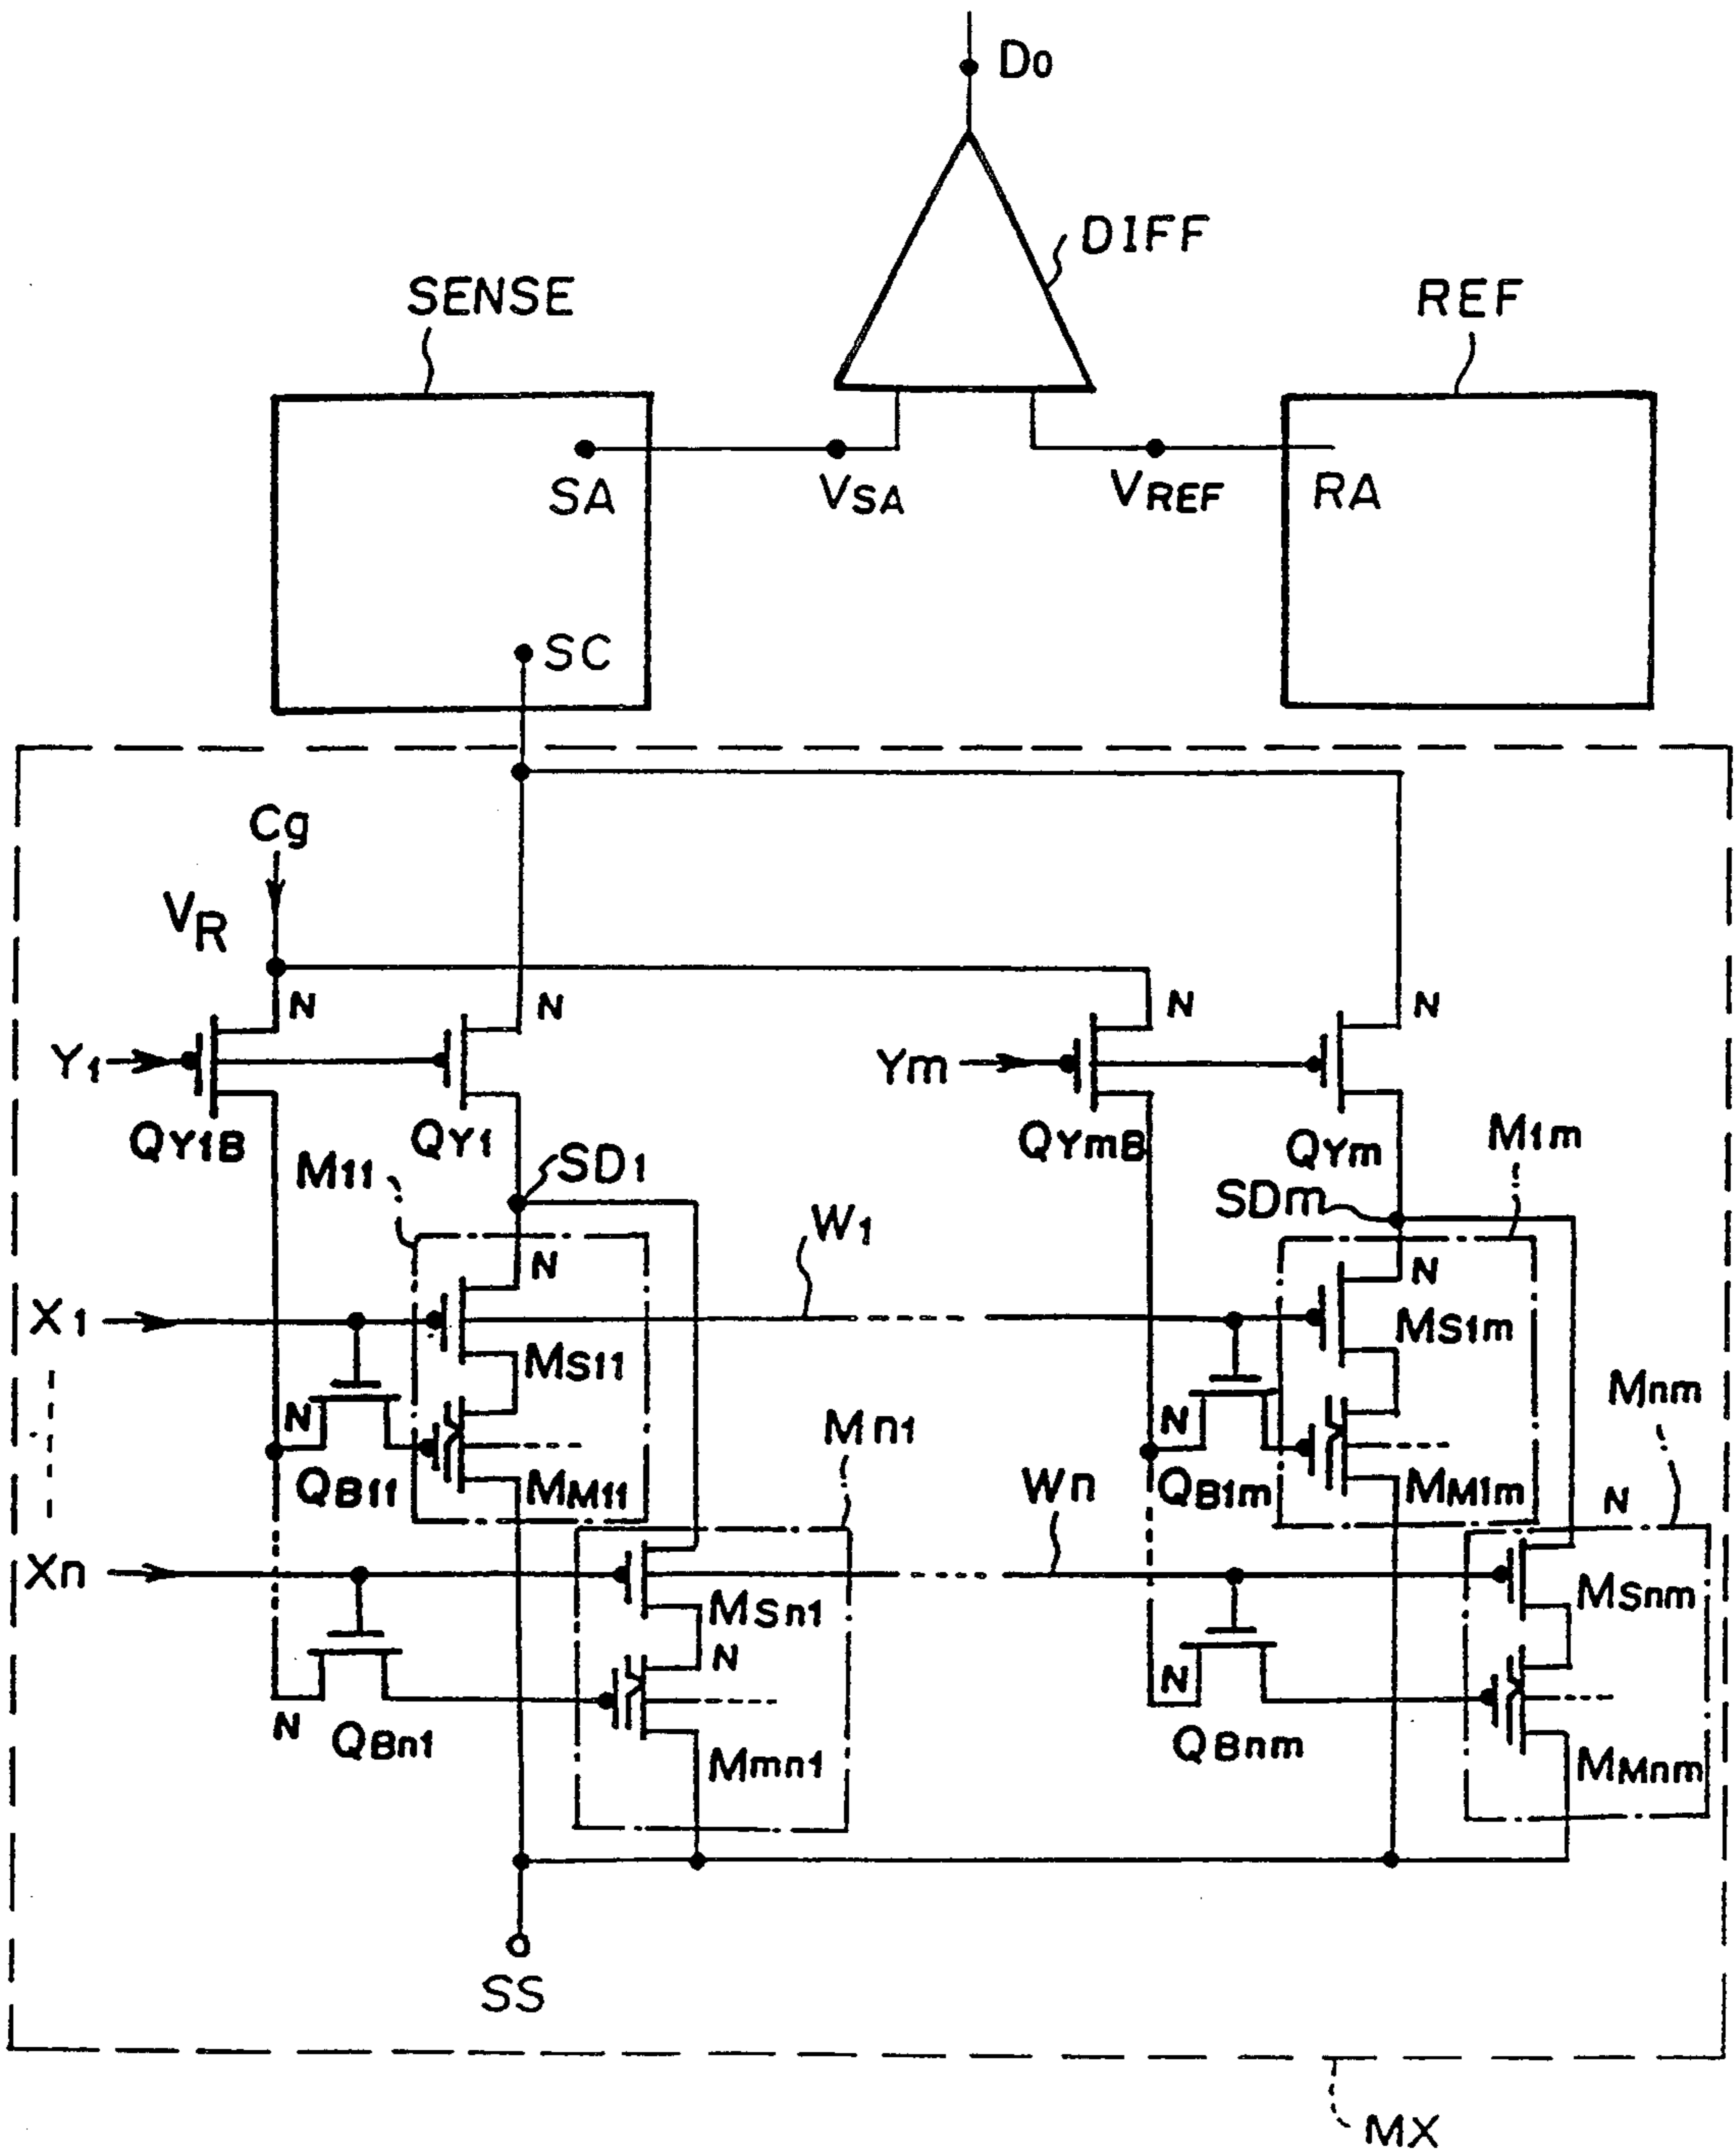 Do
DIFF
SENSE
REF
SA
VSA
VREF
RA
SC
Cg
VR
N
N
N
N
Y1
Ym
QY1B
QY1
QYmB
QYm
M1m
M11
SD1
SDm
W1
N
N
X1
MS11
MS1m
Mnm
N
Mn1
N
QB11
MM11
Wn
QB1m
MM1m
N
Xn
MSn1
MSnm
N
N
N
QBn1
Mmn1
QBnm
MMnm
SS
MX